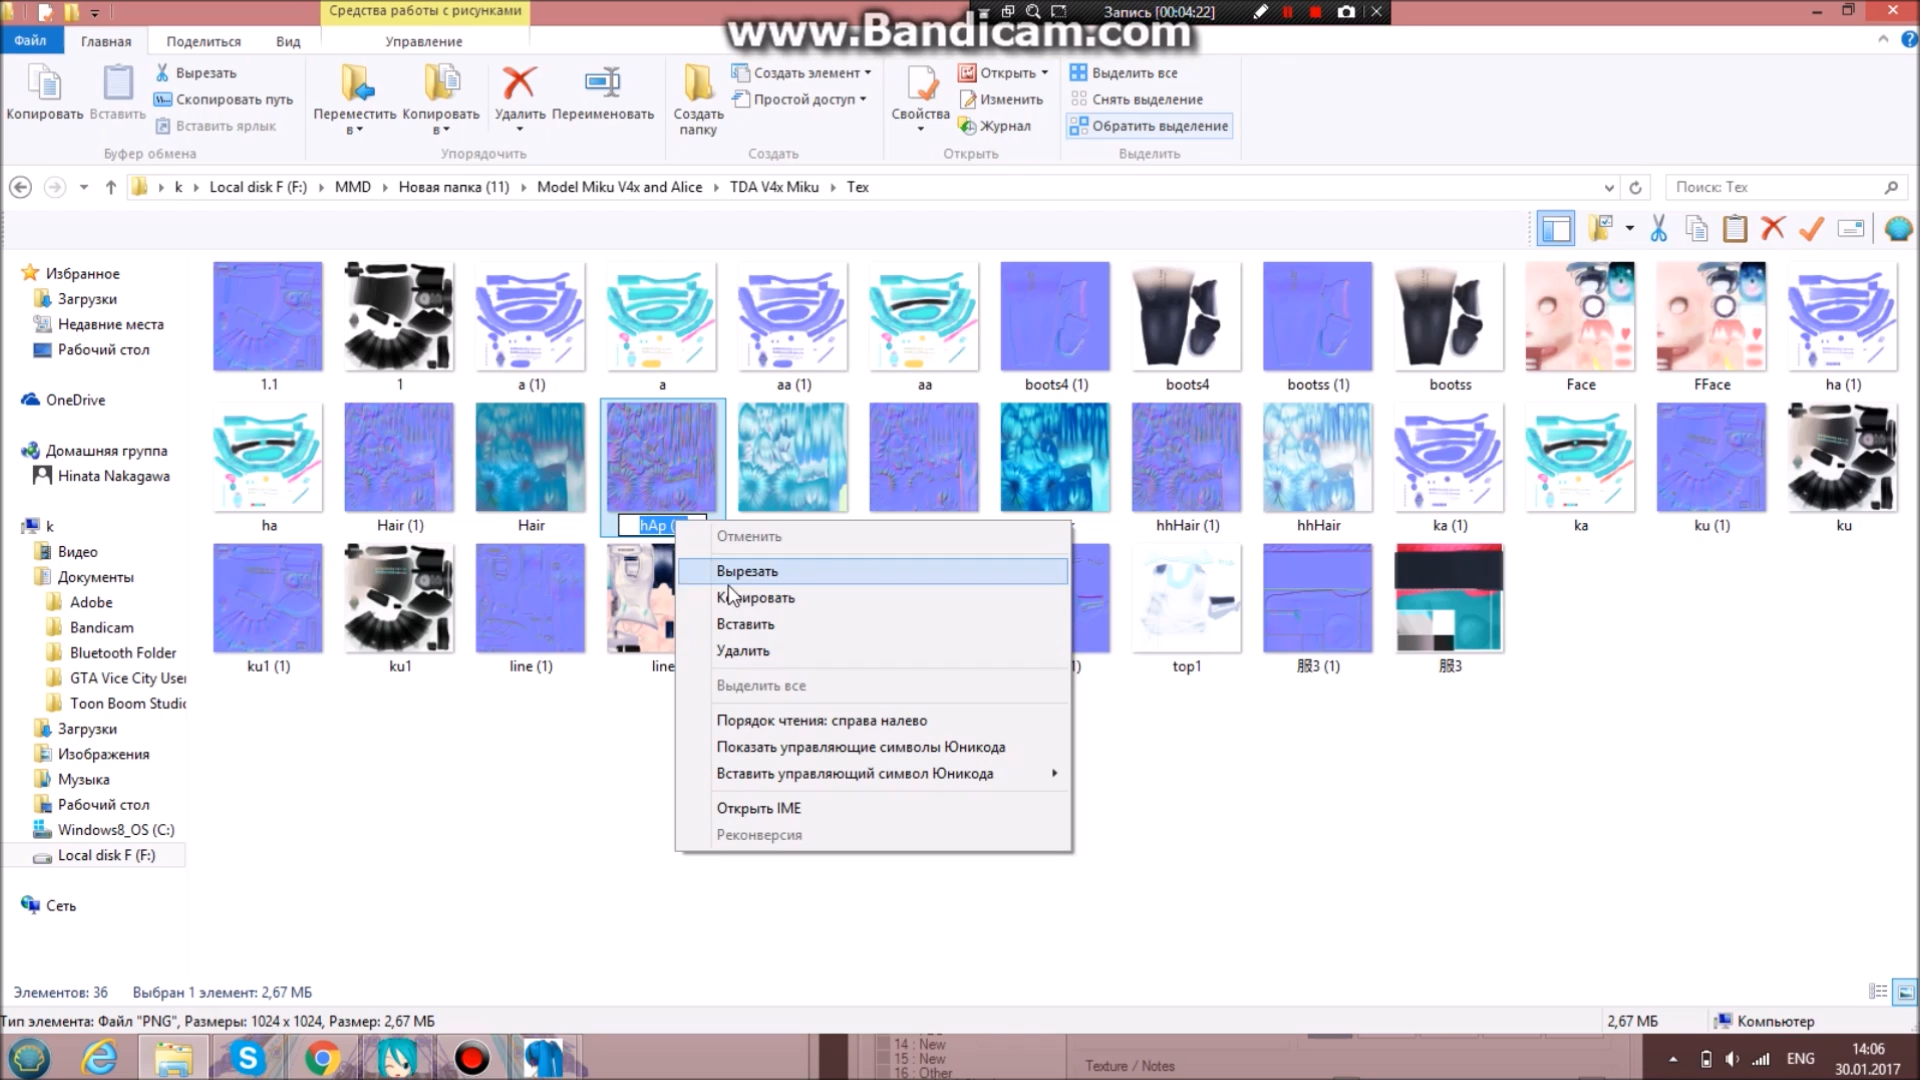 Средства работы с рисунками
Запись [00:04:22]
www.Bandicam.com
Файл
Главная
Поделиться
Вид
Управление
Копировать
Вставить
Вырезать
Скопировать путь
Вставить ярлык
Буфер обмена
Переместить в
Копировать в
Удалить
Переименовать
Упорядочить
Создать папку
Создать элемент
Простой доступ
Создать
Свойства
Открыть
Изменить
Журнал
Открыть
Выделить все
Снять выделение
Обратить выделение
Выделить
k
Local disk F (F:)
MMD
Новая папка (11)
Model Miku V4x and Alice
TDA V4x Miku
Tex
Поиск: Tex
Избранное
Загрузки
Недавние места
Рабочий стол
OneDrive
Домашняя группа
Hinata Nakagawa
k
Видео
Документы
Adobe
Bandicam
Bluetooth Folder
GTA Vice City User
Toon Boom Studio
Загрузки
Изображения
Музыка
Рабочий стол
Windows8_OS (C:)
Local disk F (F:)
Сеть
1.1
1
a (1)
a
aa (1)
aa
boots4 (1)
boots4
bootss (1)
bootss
Face
FFace
ha (1)
ha
Hair (1)
Hair
hAp (
hhHair (1)
hhHair
ka (1)
ka
ku (1)
ku
ku1 (1)
ku1
line (1)
line
1)
top1
服3 (1)
服3
Отменить
Вырезать
Копировать
Вставить
Удалить
Выделить все
Порядок чтения: справа налево
Показать управляющие символы Юникода
Вставить управляющий символ Юникода
Открыть IME
Реконверсия
Элементов: 36
Выбран 1 элемент: 2,67 МБ
Тип элемента: Файл "PNG", Размеры: 1024 x 1024, Размер: 2,67 МБ
2,67 МБ
Компьютер
14 : New
15 : New
16 : Other
Texture / Notes
ENG
14:06
30.01.2017